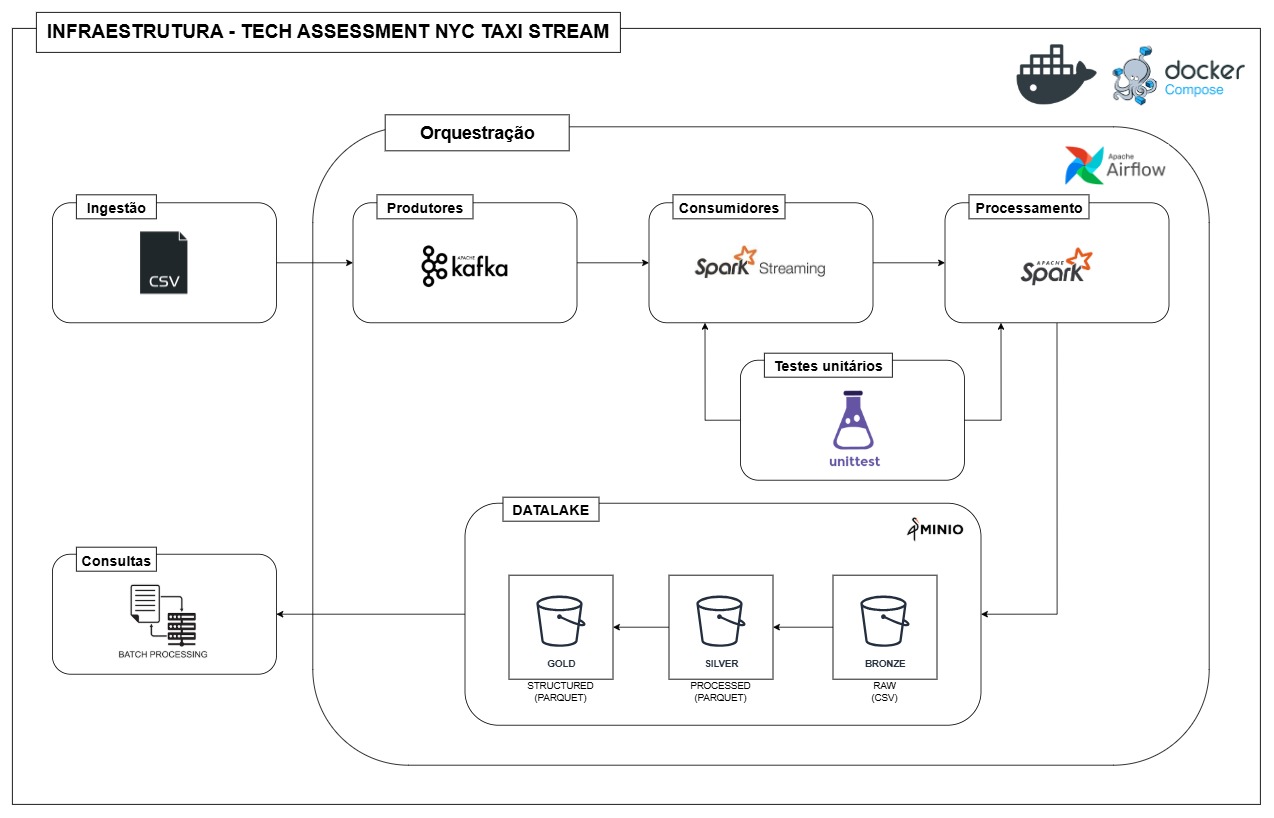 INFRAESTRUTURA - TECH ASSESSMENT NYC TAXI STREAM
docker
Compose
Orquestração
Apache
Airflow
Ingestão
CSV
Produtores
APACHE
kafka
Consumidores
Spark Streaming
Processamento
APACHE
Spark
Testes unitários
unittest
DATALAKE
MINIO
Consultas
BATCH PROCESSING
GOLD
STRUCTURED
(PARQUET)
SILVER
PROCESSED
(PARQUET)
BRONZE
RAW
(CSV)